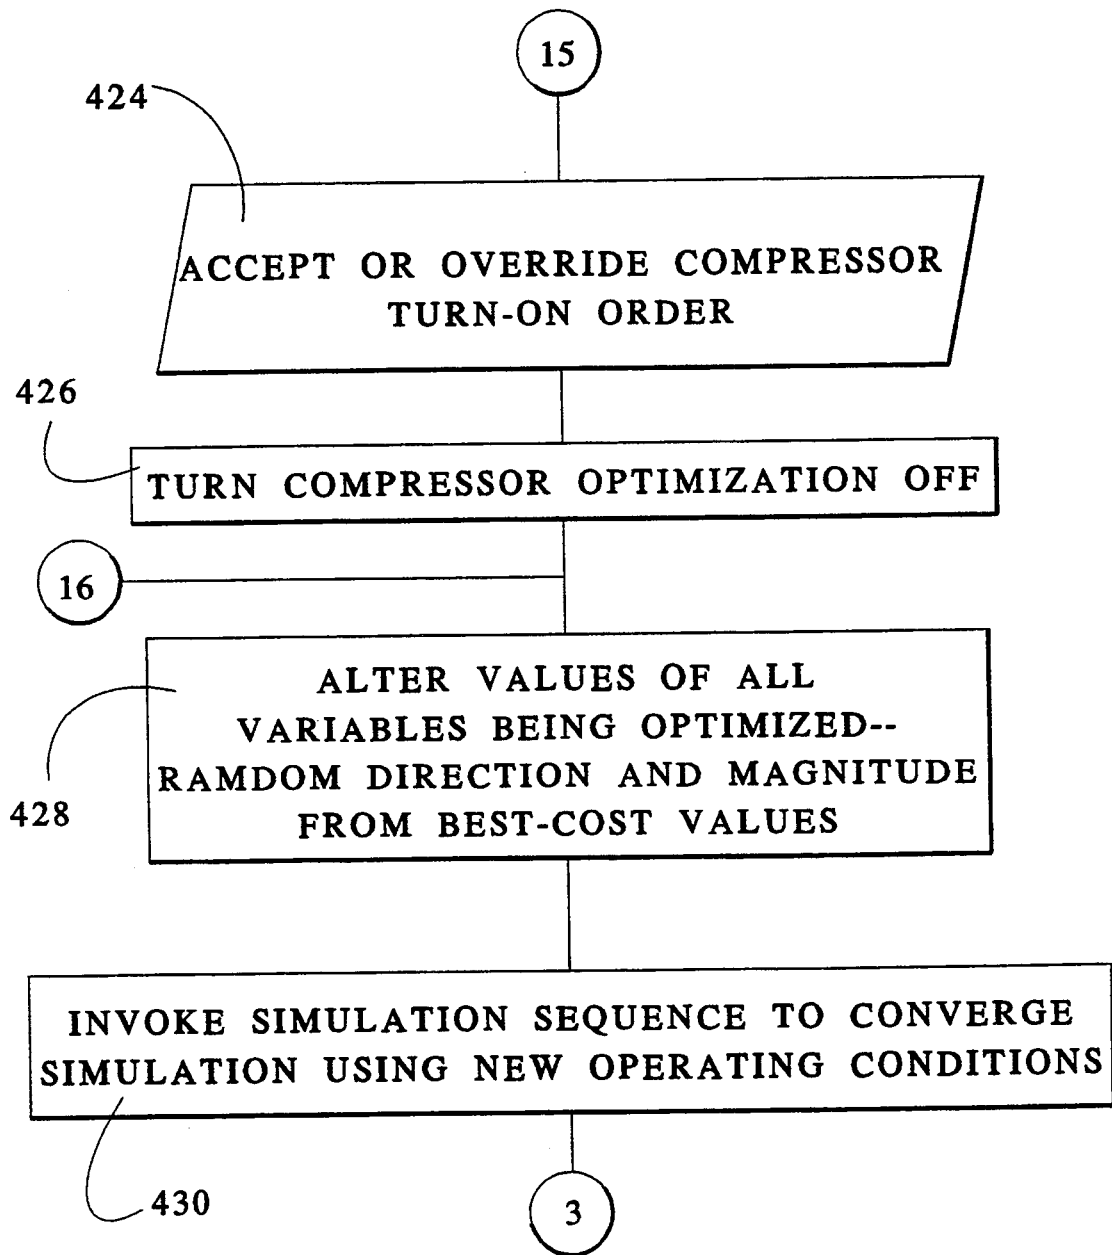 15
424
ACCEPT OR OVERRIDE COMPRESSOR
TURN-ON ORDER
426
TURN COMPRESSOR OPTIMIZATION OFF
16
ALTER VALUES OF ALL
VARIABLES BEING OPTIMIZED--
RAMDOM DIRECTION AND MAGNITUDE
FROM BEST-COST VALUES
428
INVOKE SIMULATION SEQUENCE TO CONVERGE
SIMULATION USING NEW OPERATING CONDITIONS
430
3